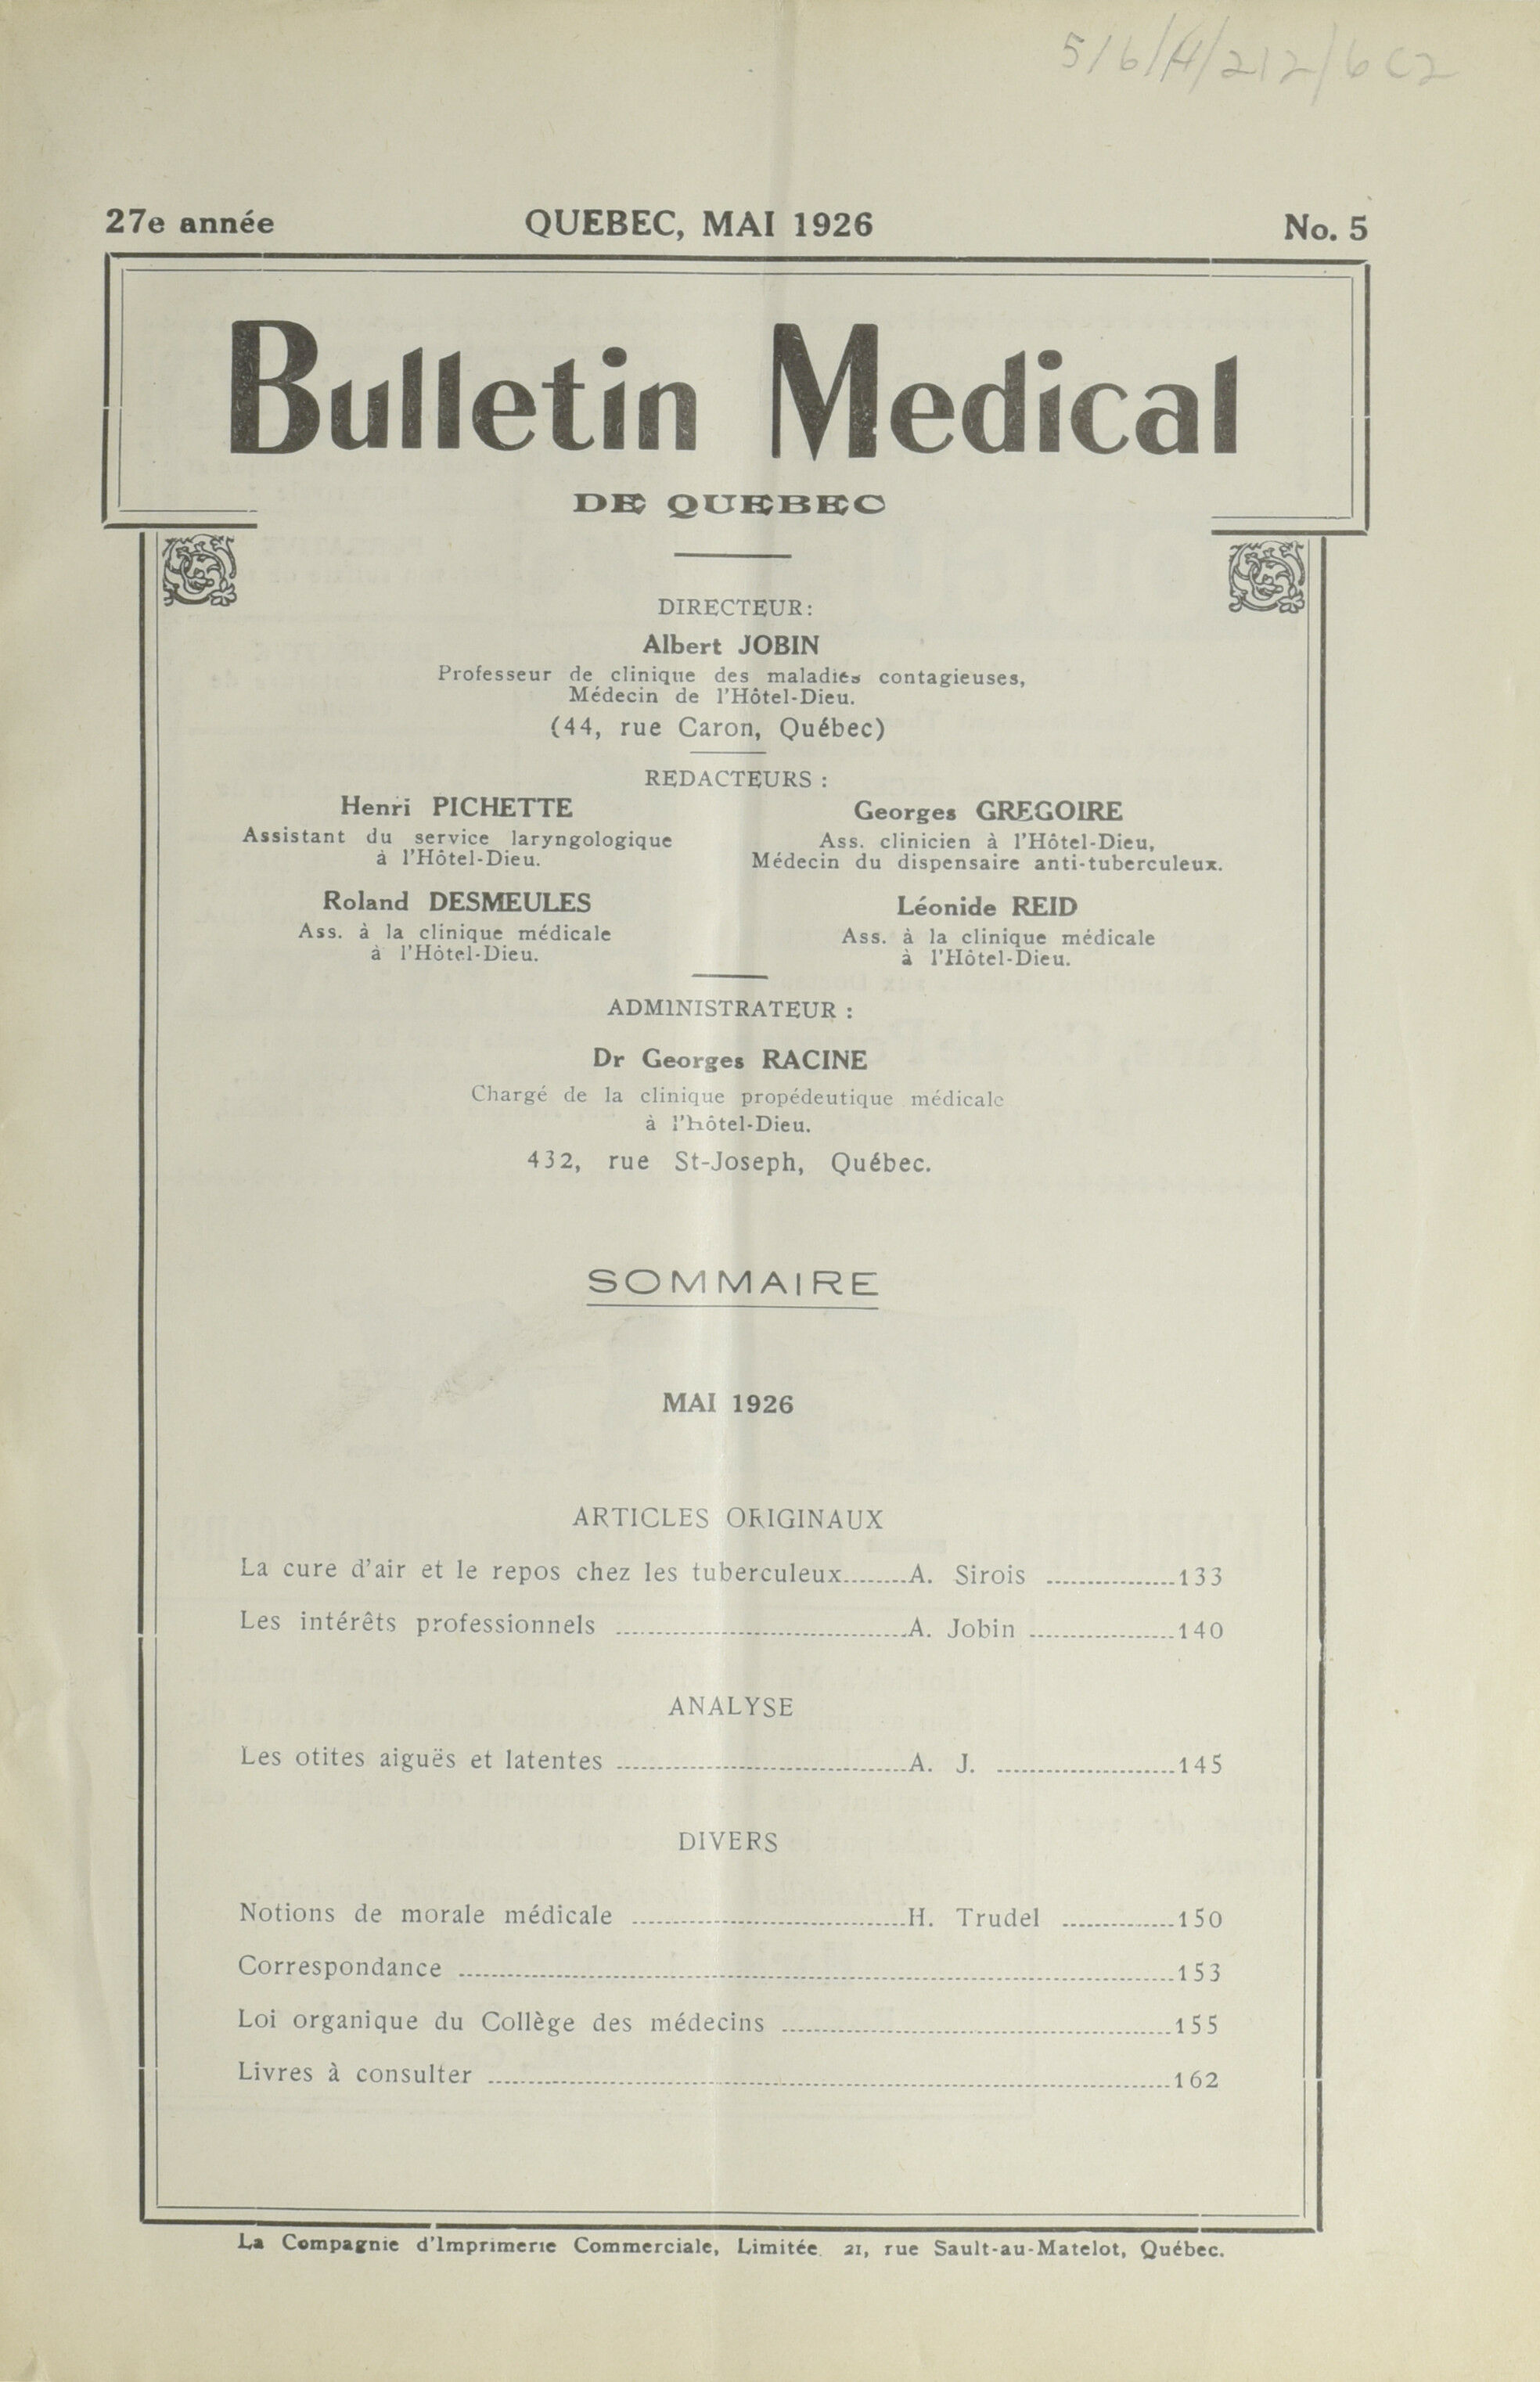 516/H/212/6 C2
27e année QUEBEC, MAI 1926 No. 5
Bulletin Medical
DE QUEBEC
DIRECTEUR:
Albert JOBIN
Professeur de clinique des maladies contagieuses,
Médecin de l'Hôtel-Dieu.
(44, rue Caron, Québec)
REDACTEURS :
Henri PICHETTE
Assistant du service laryngologique
à l'Hôtel-Dieu.
Georges GREGOIRE
Ass. clinicien à l'Hôtel-Dieu,
Médecin du dispensaire anti-tuberculeux.
Roland DESMEULES
Ass. à la clinique médicale
à l'Hôtel-Dieu.
Léonide REID
Ass. à la clinique médicale
à l'Hôtel-Dieu.
ADMINISTRATEUR :
Dr Georges RACINE
Chargé de la clinique propédeutique médicale
à l'hôtel-Dieu.
432, rue St-Joseph, Québec.
SOMMAIRE
MAI 1926
ARTICLES ORIGINAUX
La cure d'air et le repos chez les tuberculeux........A. Sirois ................133
Les intérêts professionnels ....................................A. Jobin ..................140
ANALYSE
Les otites aiguës et latentes ....................................A. J. ......................145
DIVERS
Notions de morale médicale ..................................H. Trudel ..............150
Correspondance ..........................................................................................153
Loi organique du Collège des médecins .................................................155
Livres à consulter ......................................................................................162
La Compagnie d'Imprimerie Commerciale, Limitée. 21, rue Sault-au-Matelot, Québec.